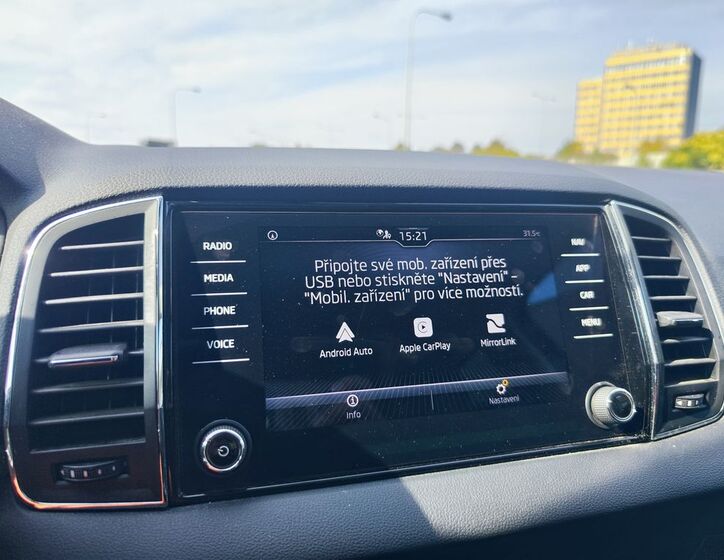 15:21
31.5°C
RADIO
MEDIA
PHONE
VOICE
Připojte své mob. zařízení přes
USB nebo stiskněte "Nastavení" -
"Mobil. zařízení" pro více možností.
Android Auto
Apple CarPlay
MirrorLink
Info
Nastavení
NAV
APP
CAR
MENU